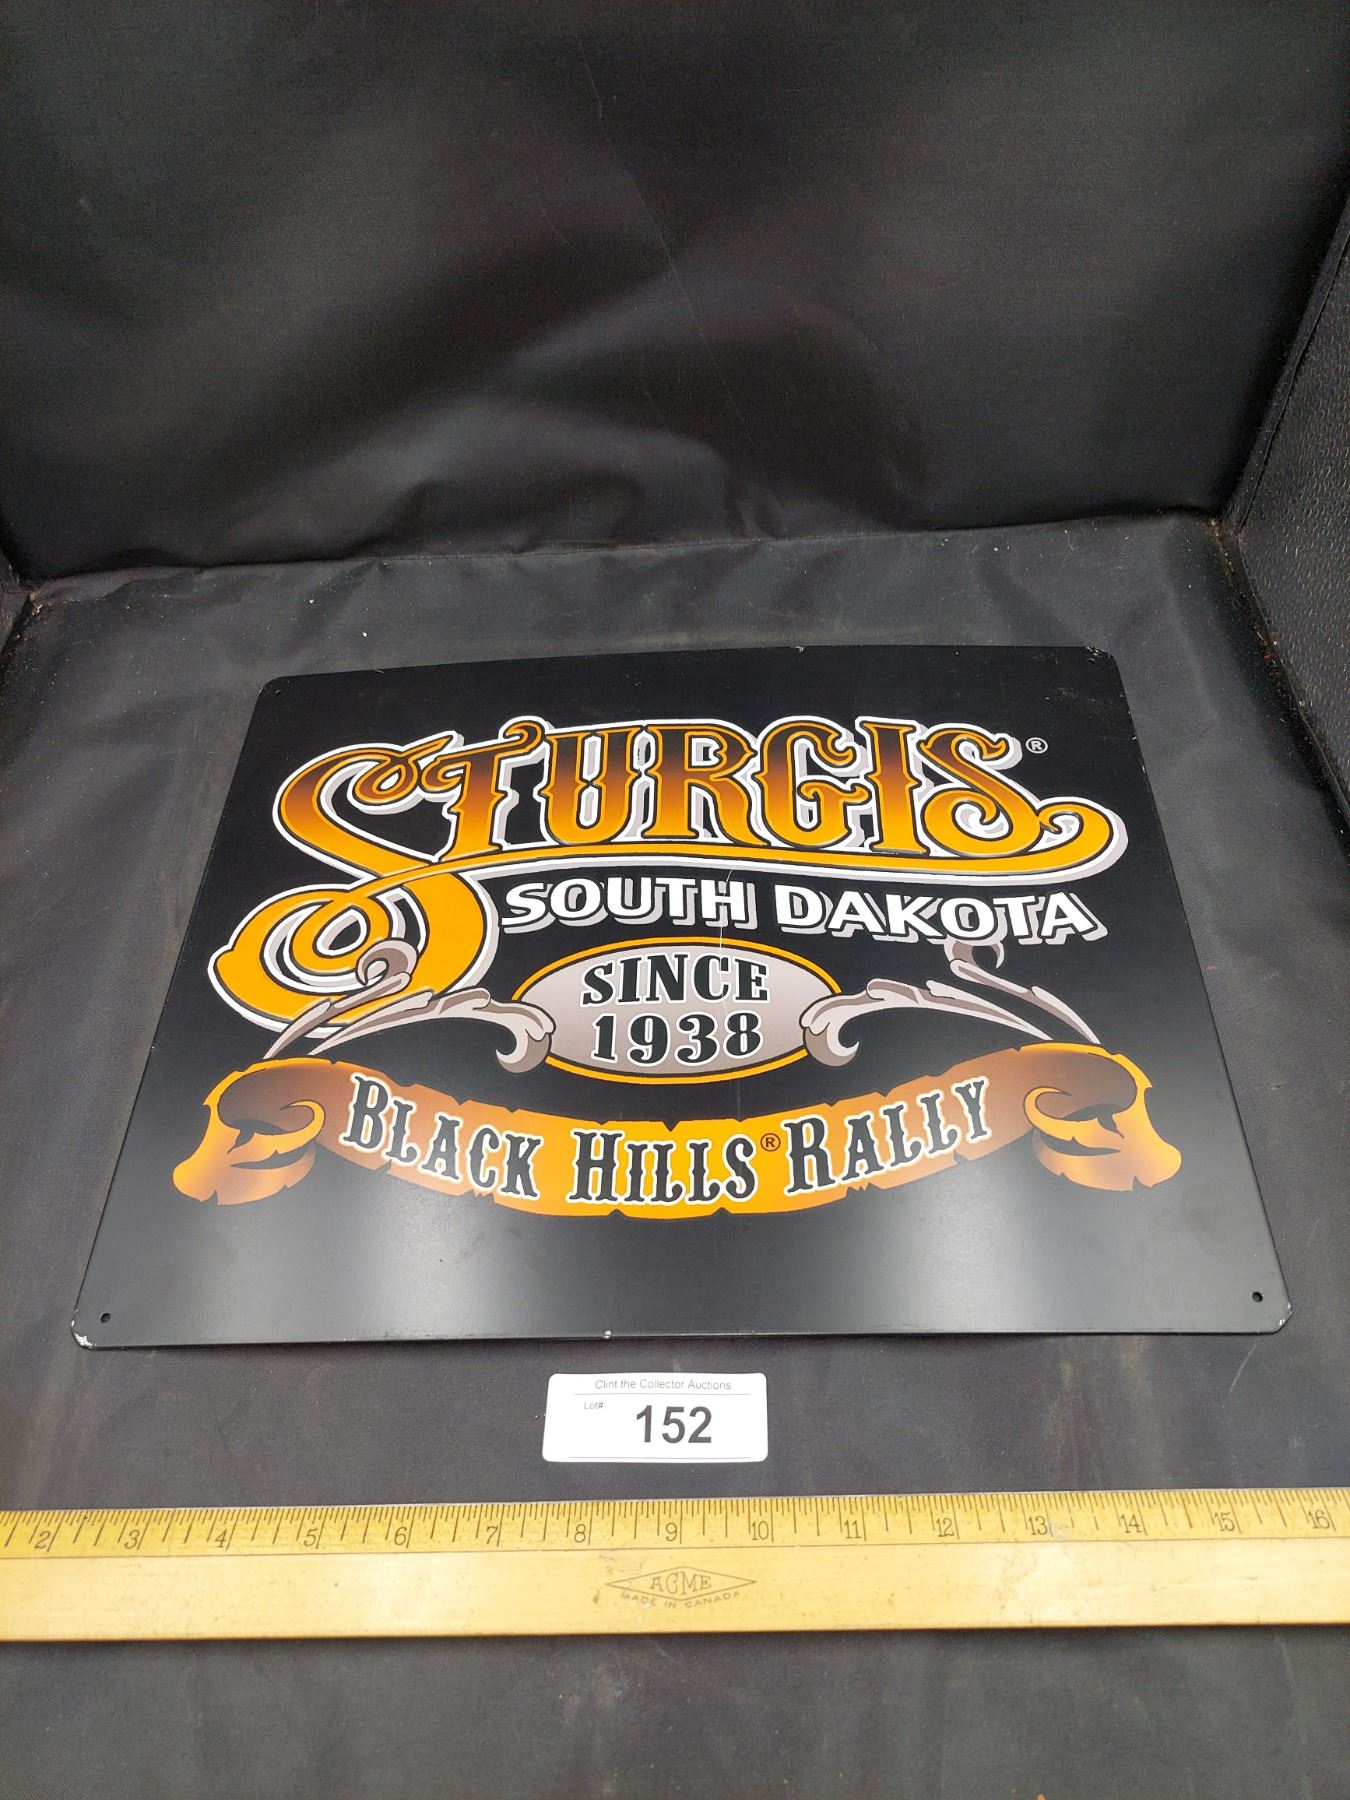 STURGIS®
SOUTH DAKOTA
SINCE
1938
BLACK HILLS® RALLY
Clint the Collector Auctions
Lot# 152
2 3 4 5 6 7 8 9 10 11 12 13 14 15 16
ACME
MADE IN CANADA